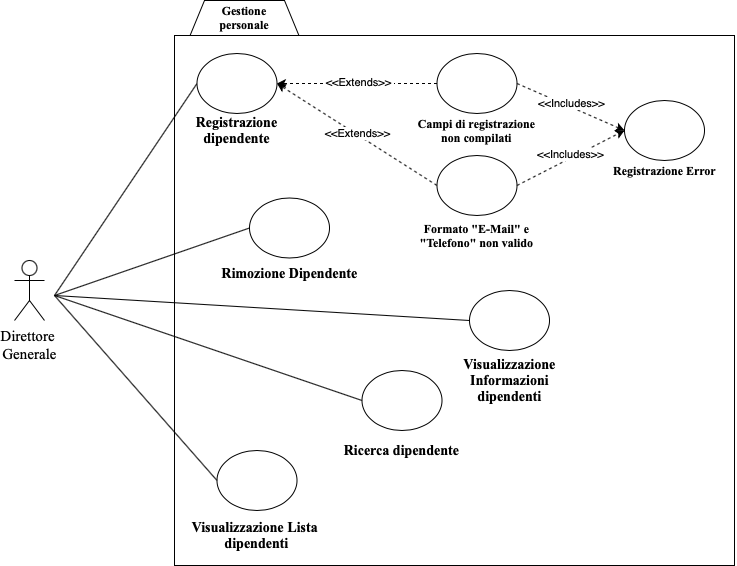 Gestione
personale
<<Extends>>
Registrazione
dipendente
Campi di registrazione
non compilati
<<Includes>>
<<Extends>>
<<Includes>>
Registrazione Error
Formato "E-Mail" e
"Telefono" non valido
Rimozione Dipendente
Direttore
Generale
Visualizzazione
Informazioni
dipendenti
Ricerca dipendente
Visualizzazione Lista
dipendenti